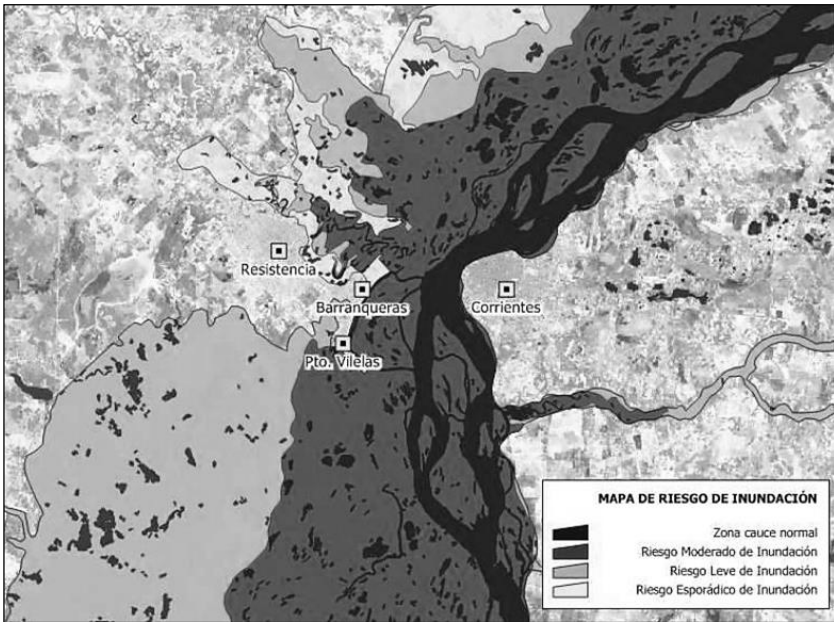 Resistencia
Barranqueras
Corrientes
Pto. Vilelas
MAPA DE RIESGO DE INUNDACIÓN
Zona cauce normal
Riesgo Moderado de Inundación
Riesgo Leve de Inundación
Riesgo Esporádico de Inundación